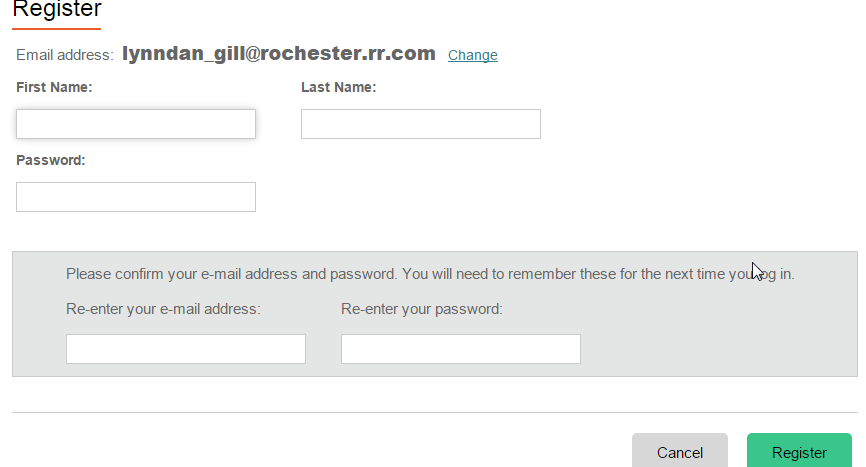 Register
Email address: lynndan_gill@rochester.rr.com Change
First Name: Last Name:
Password:
Please confirm your e-mail address and password. You will need to remember these for the next time you log in.
Re-enter your e-mail address: Re-enter your password:
Cancel Register